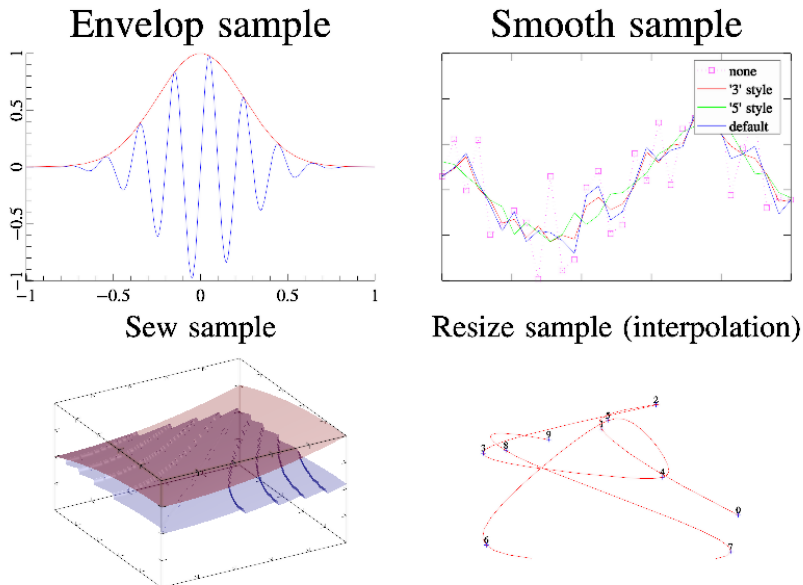 Envelop sample
Smooth sample
1
0.5
0
−0.5
−1
−1
−0.5
0
0.5
1
none
'3' style
'5' style
default
Sew sample
Resize sample (interpolation)
2
5
1
9
3
8
4
0
6
7